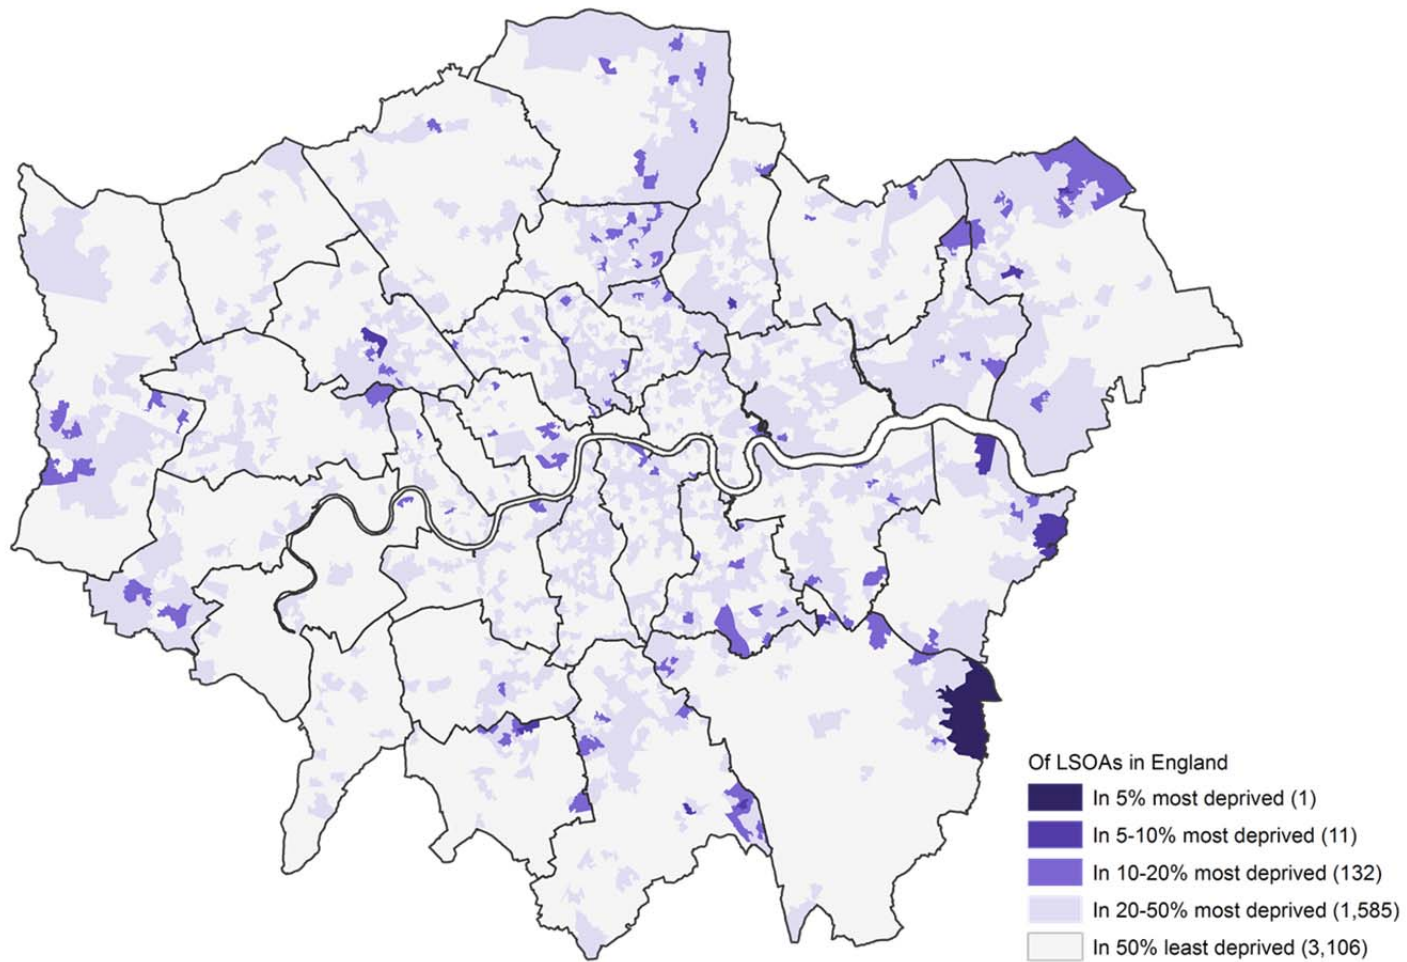 Of LSOAs in England
In 5% most deprived (1)
In 5-10% most deprived (11)
In 10-20% most deprived (132)
In 20-50% most deprived (1,585)
In 50% least deprived (3,106)